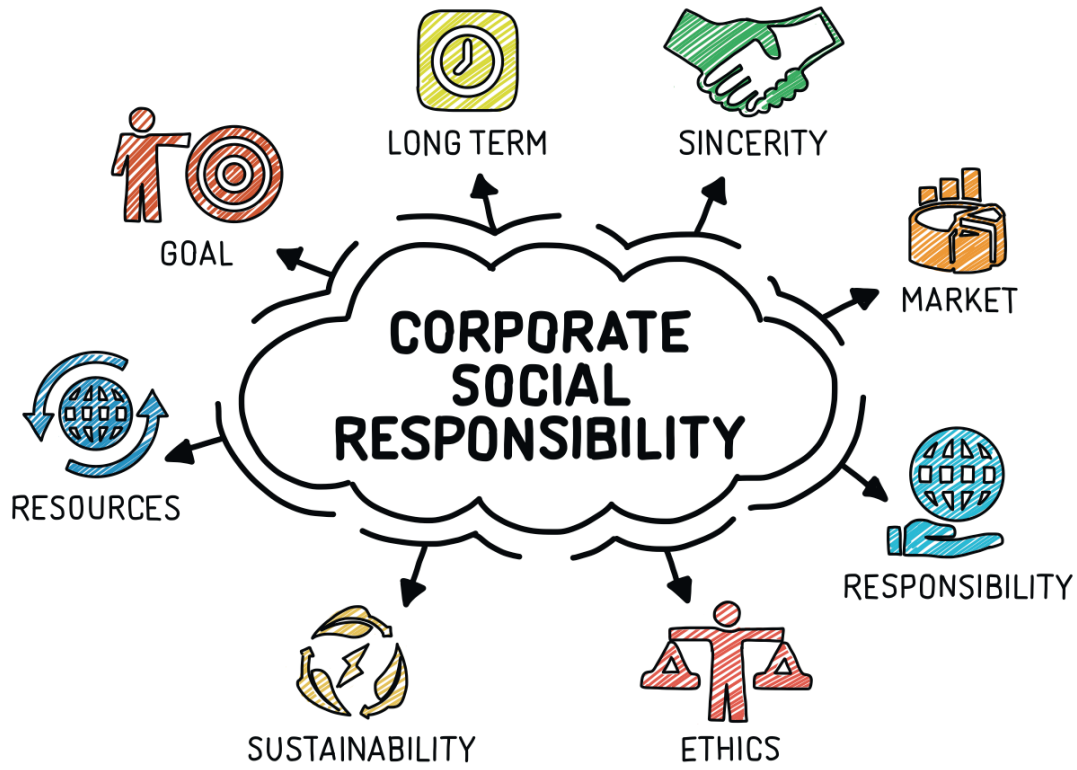 LONG TERM
SINCERITY
GOAL
MARKET
CORPORATE
SOCIAL
RESPONSIBILITY
RESOURCES
RESPONSIBILITY
SUSTAINABILITY
ETHICS